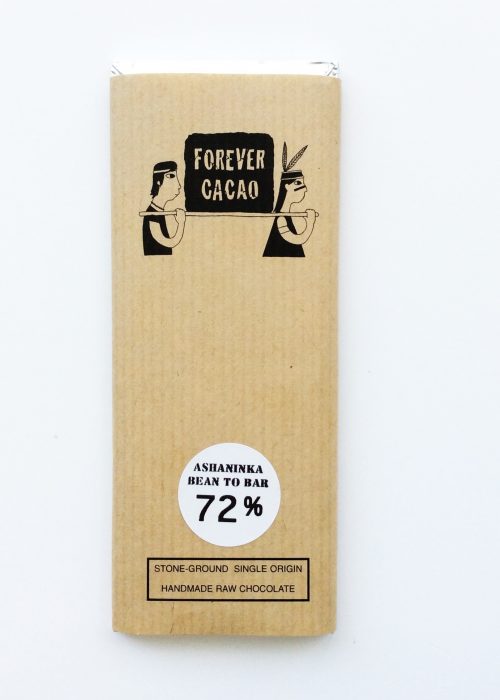 FOREVER
CACAO
ASHANINKA
BEAN TO BAR
72%
STONE-GROUND SINGLE ORIGIN
HANDMADE RAW CHOCOLATE